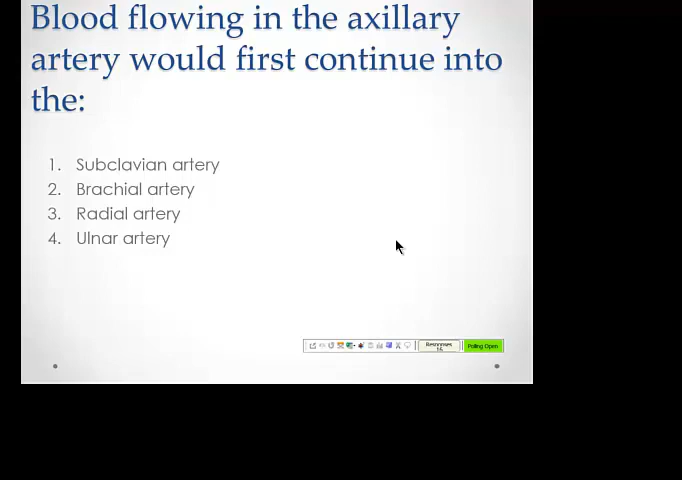 Blood flowing in the axillary
artery would first continue into
the:
1. Subclavian artery
2. Brachial artery
3. Radial artery
4. Ulnar artery
Responses
Polling Open